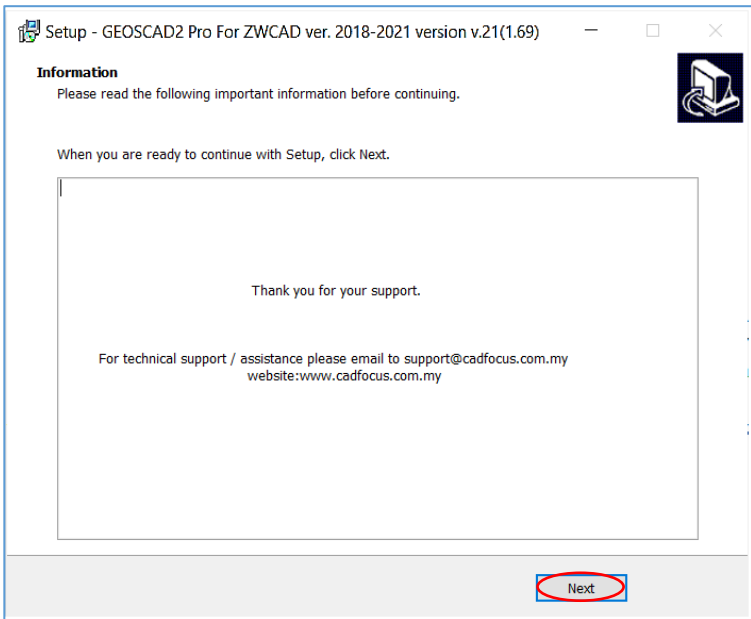 Setup - GEOSCAD2 Pro For ZWCAD ver. 2018-2021 version v.21(1.69)
Information
Please read the following important information before continuing.
When you are ready to continue with Setup, click Next.
Thank you for your support.
For technical support / assistance please email to support@cadfocus.com.my
website:www.cadfocus.com.my
Next